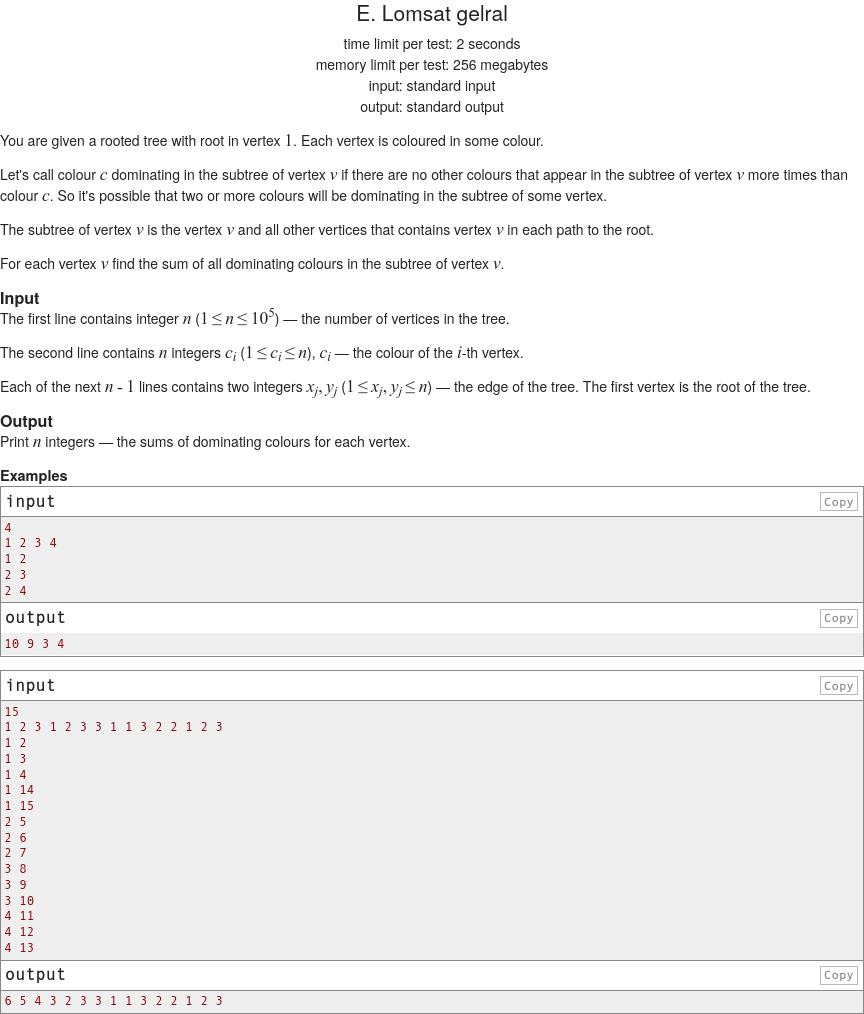 E. Lomsat gelral
time limit per test: 2 seconds
memory limit per test: 256 megabytes
input: standard input
output: standard output
You are given a rooted tree with root in vertex 1. Each vertex is coloured in some colour.
Let's call colour c dominating in the subtree of vertex v if there are no other colours that appear in the subtree of vertex v more times than
colour c. So it's possible that two or more colours will be dominating in the subtree of some vertex.
The subtree of vertex v is the vertex v and all other vertices that contains vertex v in each path to the root.
For each vertex v find the sum of all dominating colours in the subtree of vertex v.
Input
The first line contains integer n (1 ≤ n ≤ 10^5) — the number of vertices in the tree.
The second line contains n integers c_i (1 ≤ c_i ≤ n), c_i — the colour of the i-th vertex.
Each of the next n - 1 lines contains two integers x_j, y_j (1 ≤ x_j, y_j ≤ n) — the edge of the tree. The first vertex is the root of the tree.
Output
Print n integers — the sums of dominating colours for each vertex.
Examples
input Copy
4
1 2 3 4
1 2
2 3
2 4
output Copy
10 9 3 4
input Copy
15
1 2 3 1 2 3 3 1 1 3 2 2 1 2 3
1 2
1 3
1 4
1 14
1 15
2 5
2 6
2 7
3 8
3 9
3 10
4 11
4 12
4 13
output Copy
6 5 4 3 2 3 3 1 1 3 2 2 1 2 3